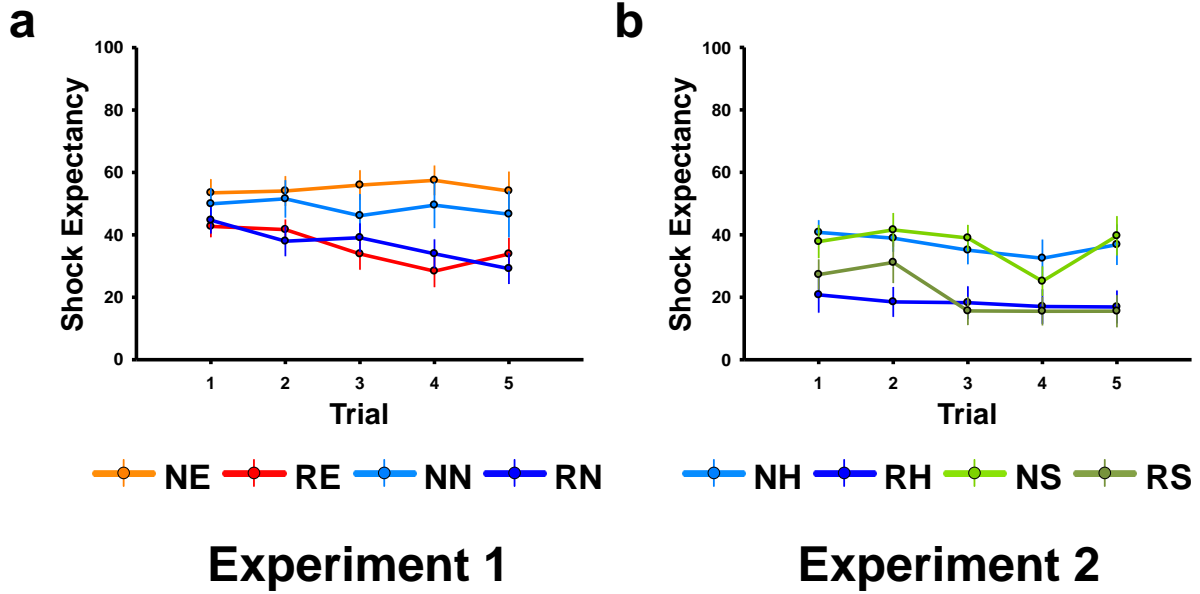 a
100
80
60
40
20
0
Shock Expectancy
1 2 3 4 5
Trial
NE RE NN RN
Experiment 1
b
100
80
60
40
20
0
Shock Expectancy
1 2 3 4 5
Trial
NH RH NS RS
Experiment 2